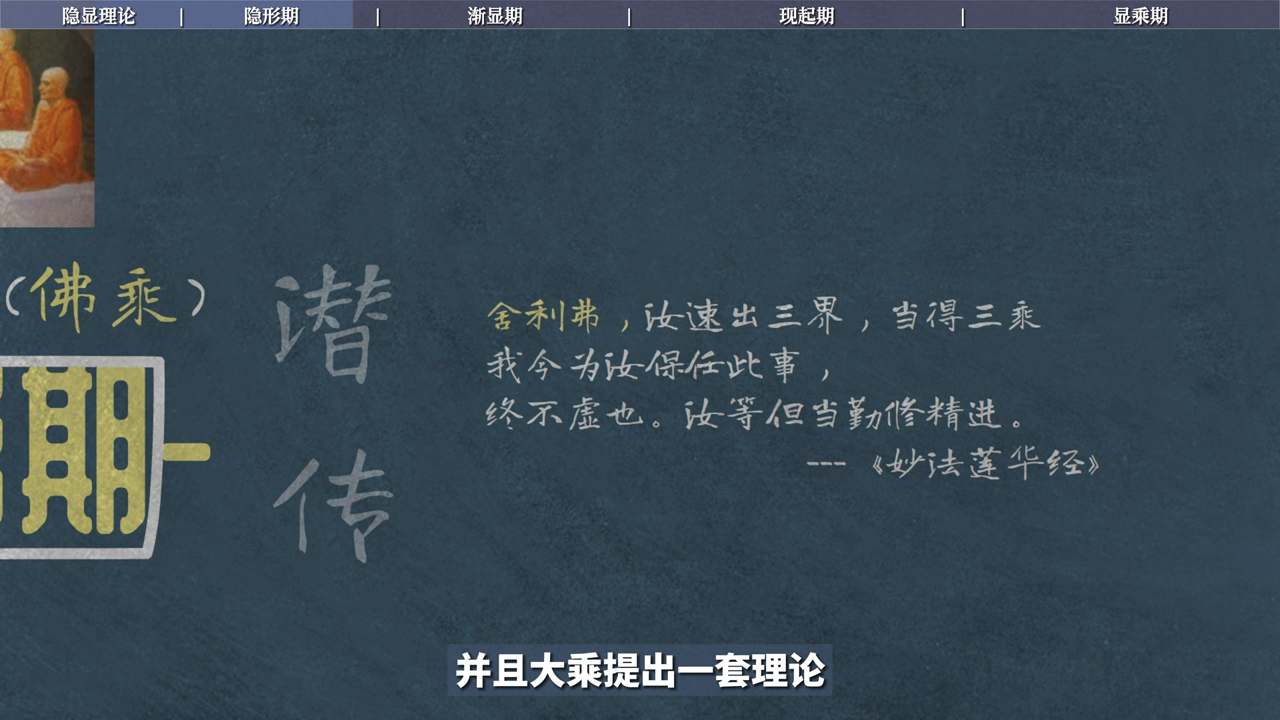 隐显理论 | 隐形期 | 渐显期 | 现起期 | 显乘期
(佛乘)
期
潜传
舍利弗，汝速出三界，当得三乘
我今为汝保任此事，
终不虚也。汝等但当勤修精进。
--- 《妙法莲华经》
并且大乘提出一套理论